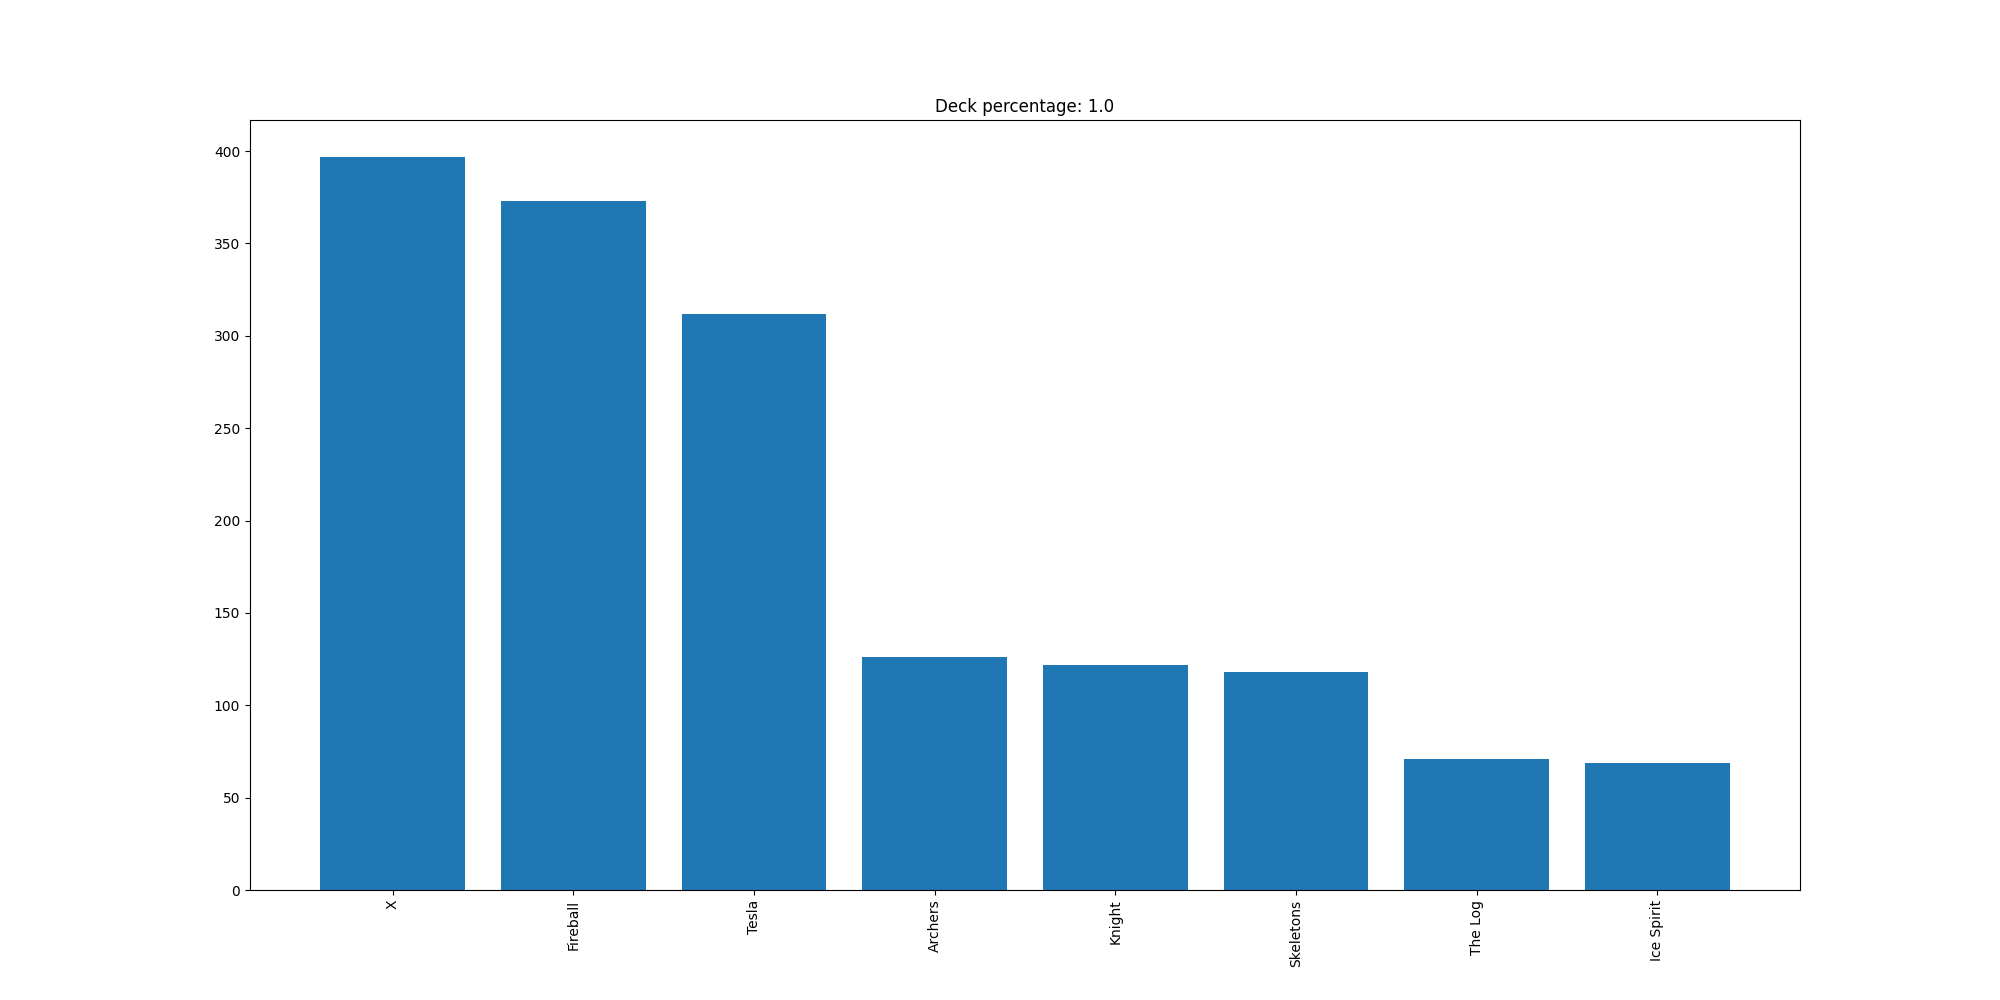 Deck percentage: 1.0
400
350
300
250
200
150
100
50
0
X
Fireball
Tesla
Archers
Knight
Skeletons
The Log
Ice Spirit